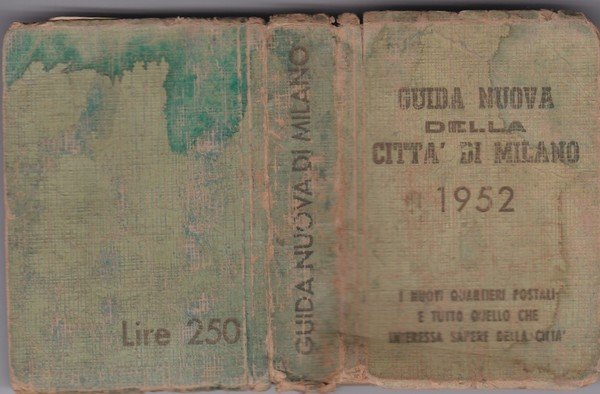 Lire 250
GUIDA NUOVA DI MILANO
GUIDA NUOVA
DELLA
CITTA' DI MILANO
1952
I NUOVI QUARTIERI POSTALI
E TUTTO QUELLO CHE
INTERESSA SAPERE DELLA CITTA'